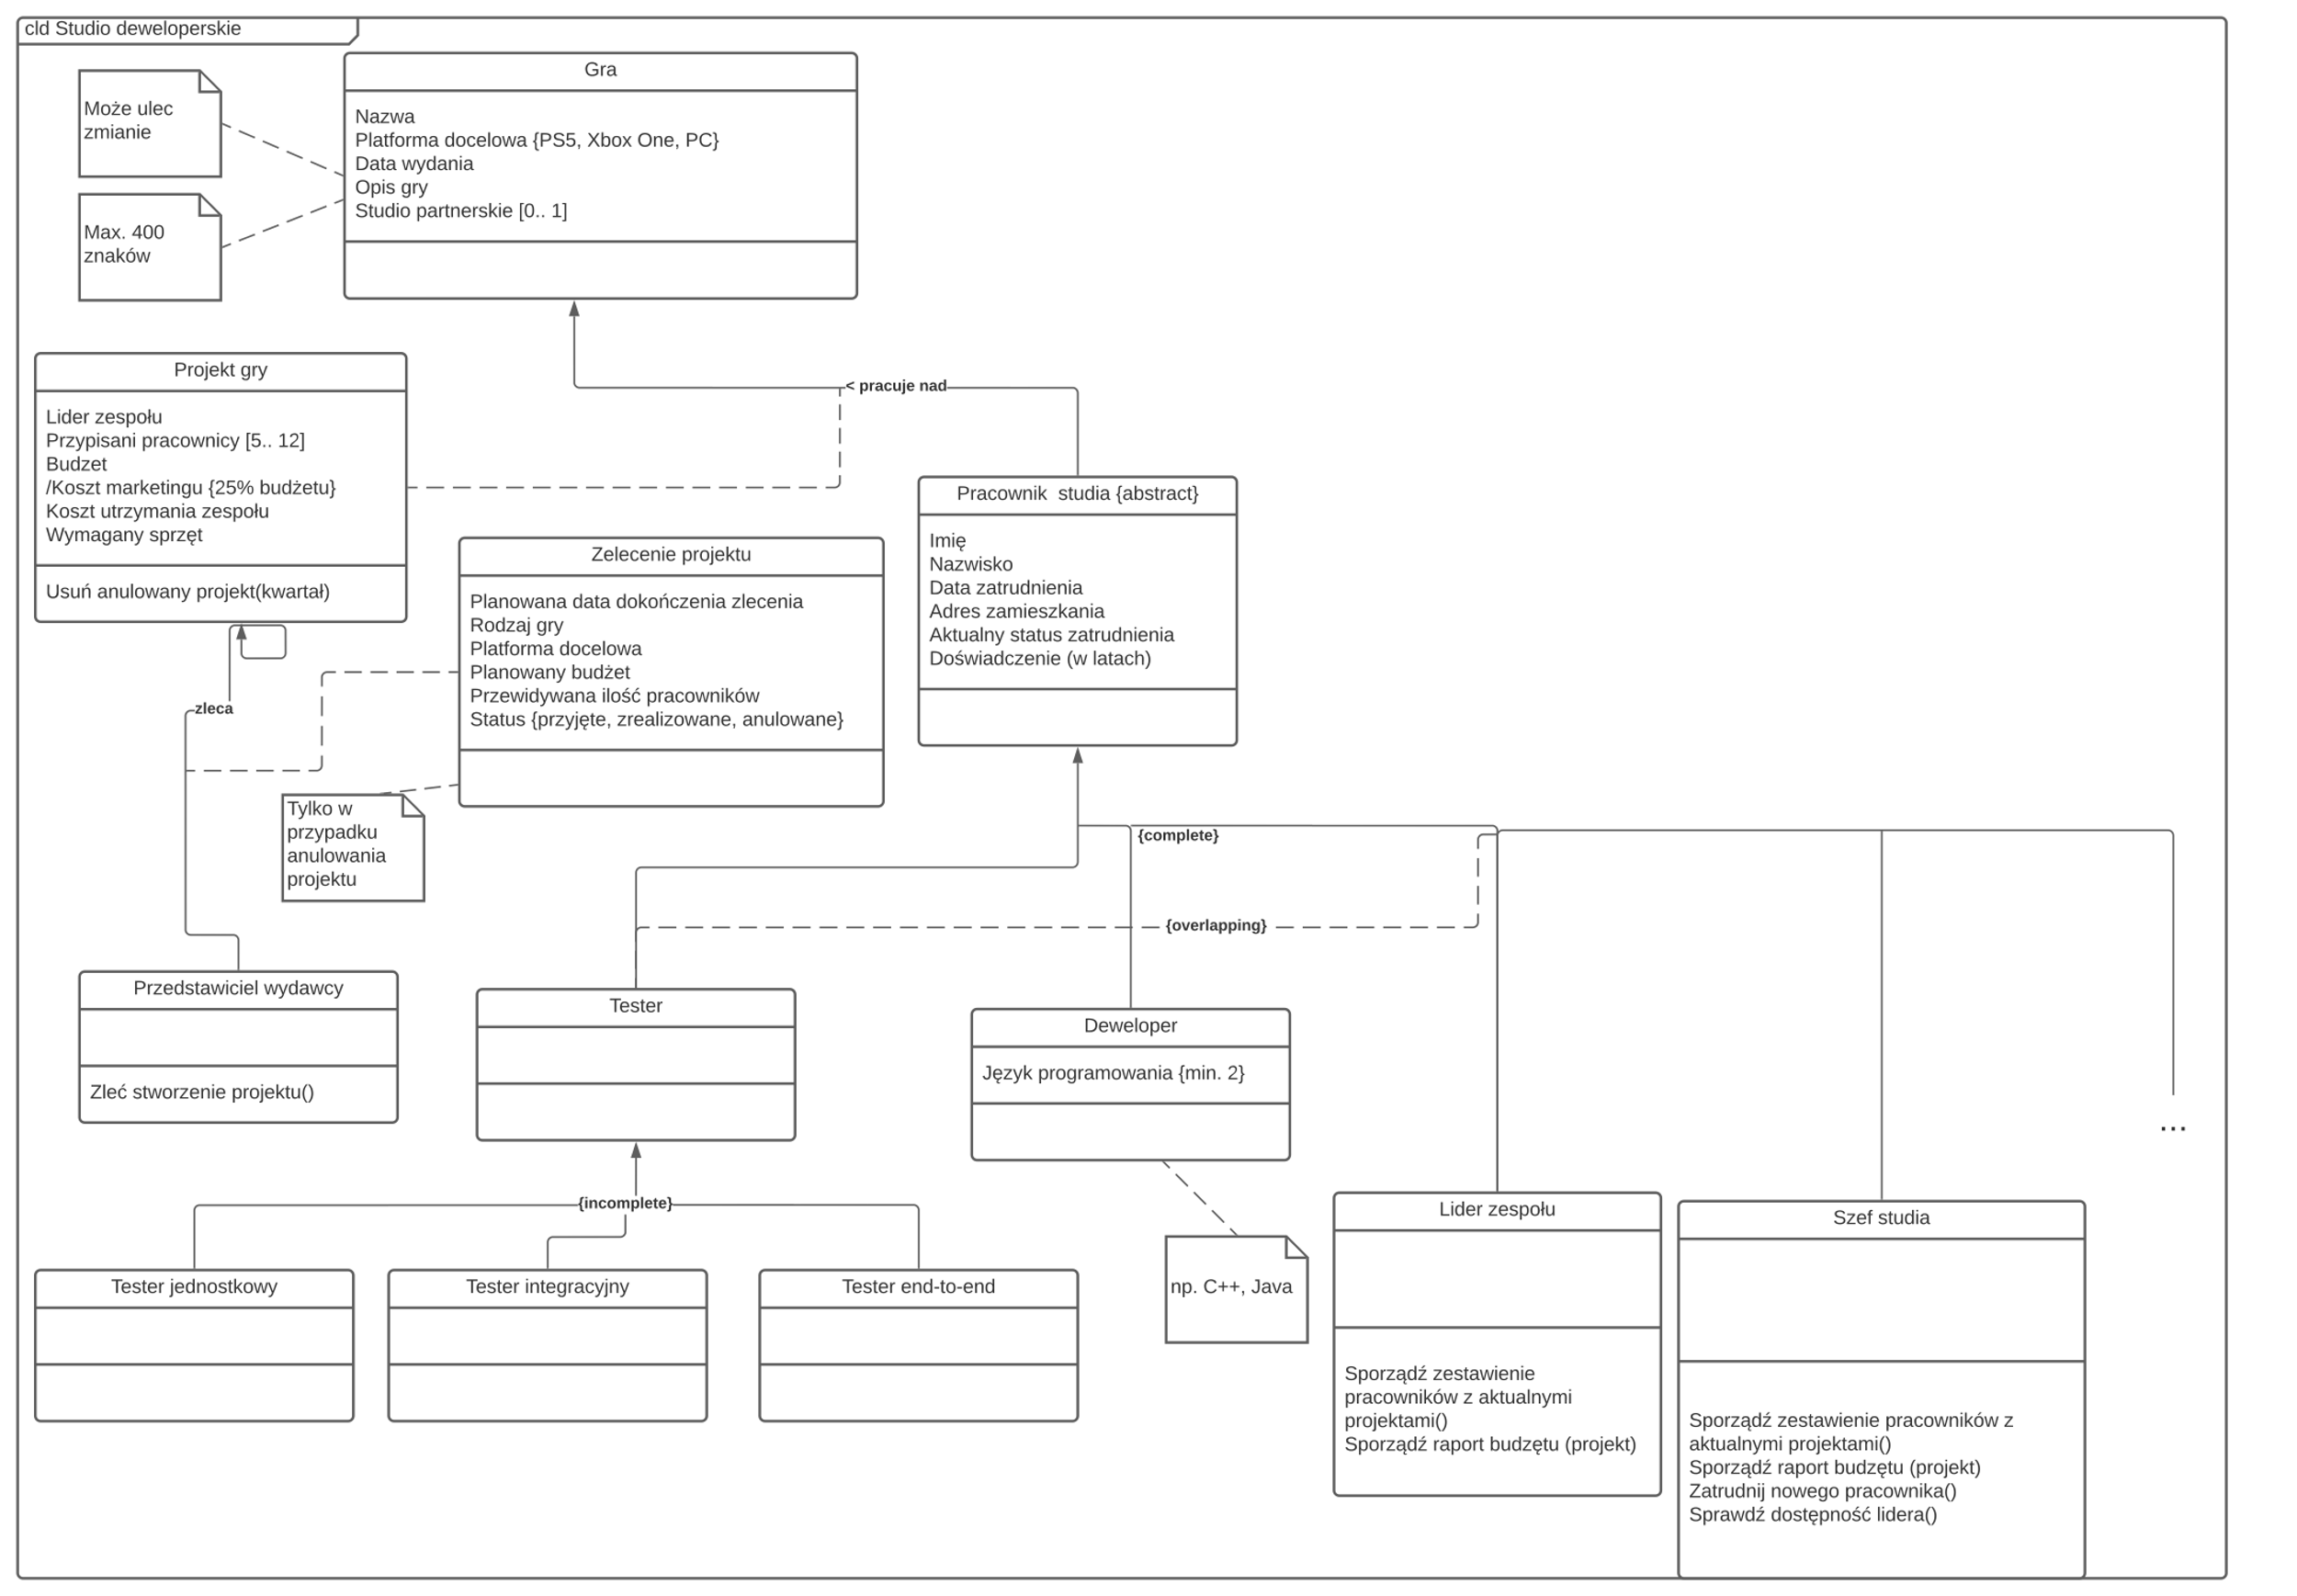 cld Studio deweloperskie
Gra
Może ulec
zmianie
Nazwa
Platforma docelowa {PS5, Xbox One, PC}
Data wydania
Opis gry
Studio partnerskie [0.. 1]
Max. 400
znaków
Projekt gry
Lider zespołu
Przypisani pracownicy [5.. 12]
Budzet
/Koszt marketingu {25% budżetu}
Koszt utrzymania zespołu
Wymagany sprzęt
Usuń anulowany projekt(kwartał)
< pracuje nad
Pracownik  studia {abstract}
Imię
Nazwisko
Data zatrudnienia
Adres zamieszkania
Aktualny status zatrudnienia
Doświadczenie (w latach)
Zelecenie projektu
Planowana data dokończenia zlecenia
Rodzaj gry
Platforma docelowa
Planowany budżet
Przewidywana ilość pracowników
Status {przyjęte, zrealizowane, anulowane}
zleca
Tylko w
przypadku
anulowania
projektu
{complete}
{overlapping}
Przedstawiciel wydawcy
Zleć stworzenie projektu()
Tester
Deweloper
Język programowania {min. 2}
...
{incomplete}
Tester jednostkowy
Tester integracyjny
Tester end-to-end
np. C++, Java
Lider zespołu
Sporządź zestawienie
pracowników z aktualnymi
projektami()
Sporządź raport budzętu (projekt)
Szef studia
Sporządź zestawienie pracowników z
aktualnymi projektami()
Sporządź raport budzętu (projekt)
Zatrudnij nowego pracownika()
Sprawdź dostępność lidera()